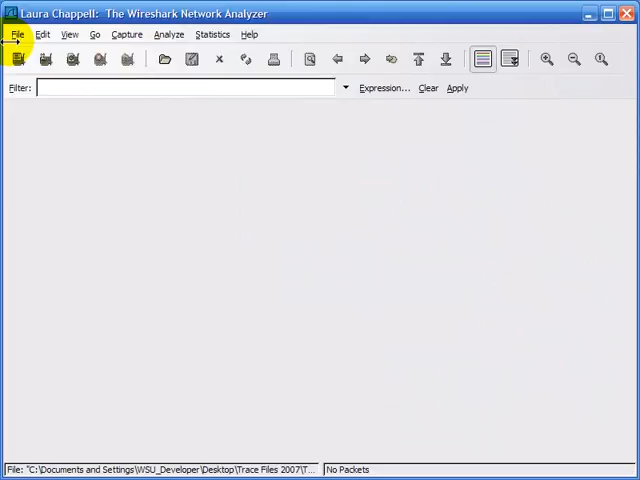 Laura Chappell: The Wireshark Network Analyzer
File Edit View Go Capture Analyze Statistics Help
Filter: Expression... Clear Apply
File: "C:\Documents and Settings\WSU_Developer\Desktop\Trace Files 2007\T... No Packets